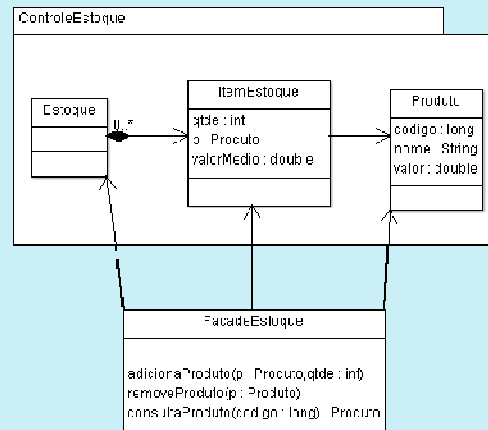 ControleEstoque
Estoque
0..*
ItemEstoque
qtde : int
p : Produto
valorMedio : double
Produto
codigo : long
nome : String
valor : double
FacadeEstoque
adicionaProduto(p : Produto,qtde : int)
removeProduto(p : Produto)
consultaProduto(codigo : long) : Produto